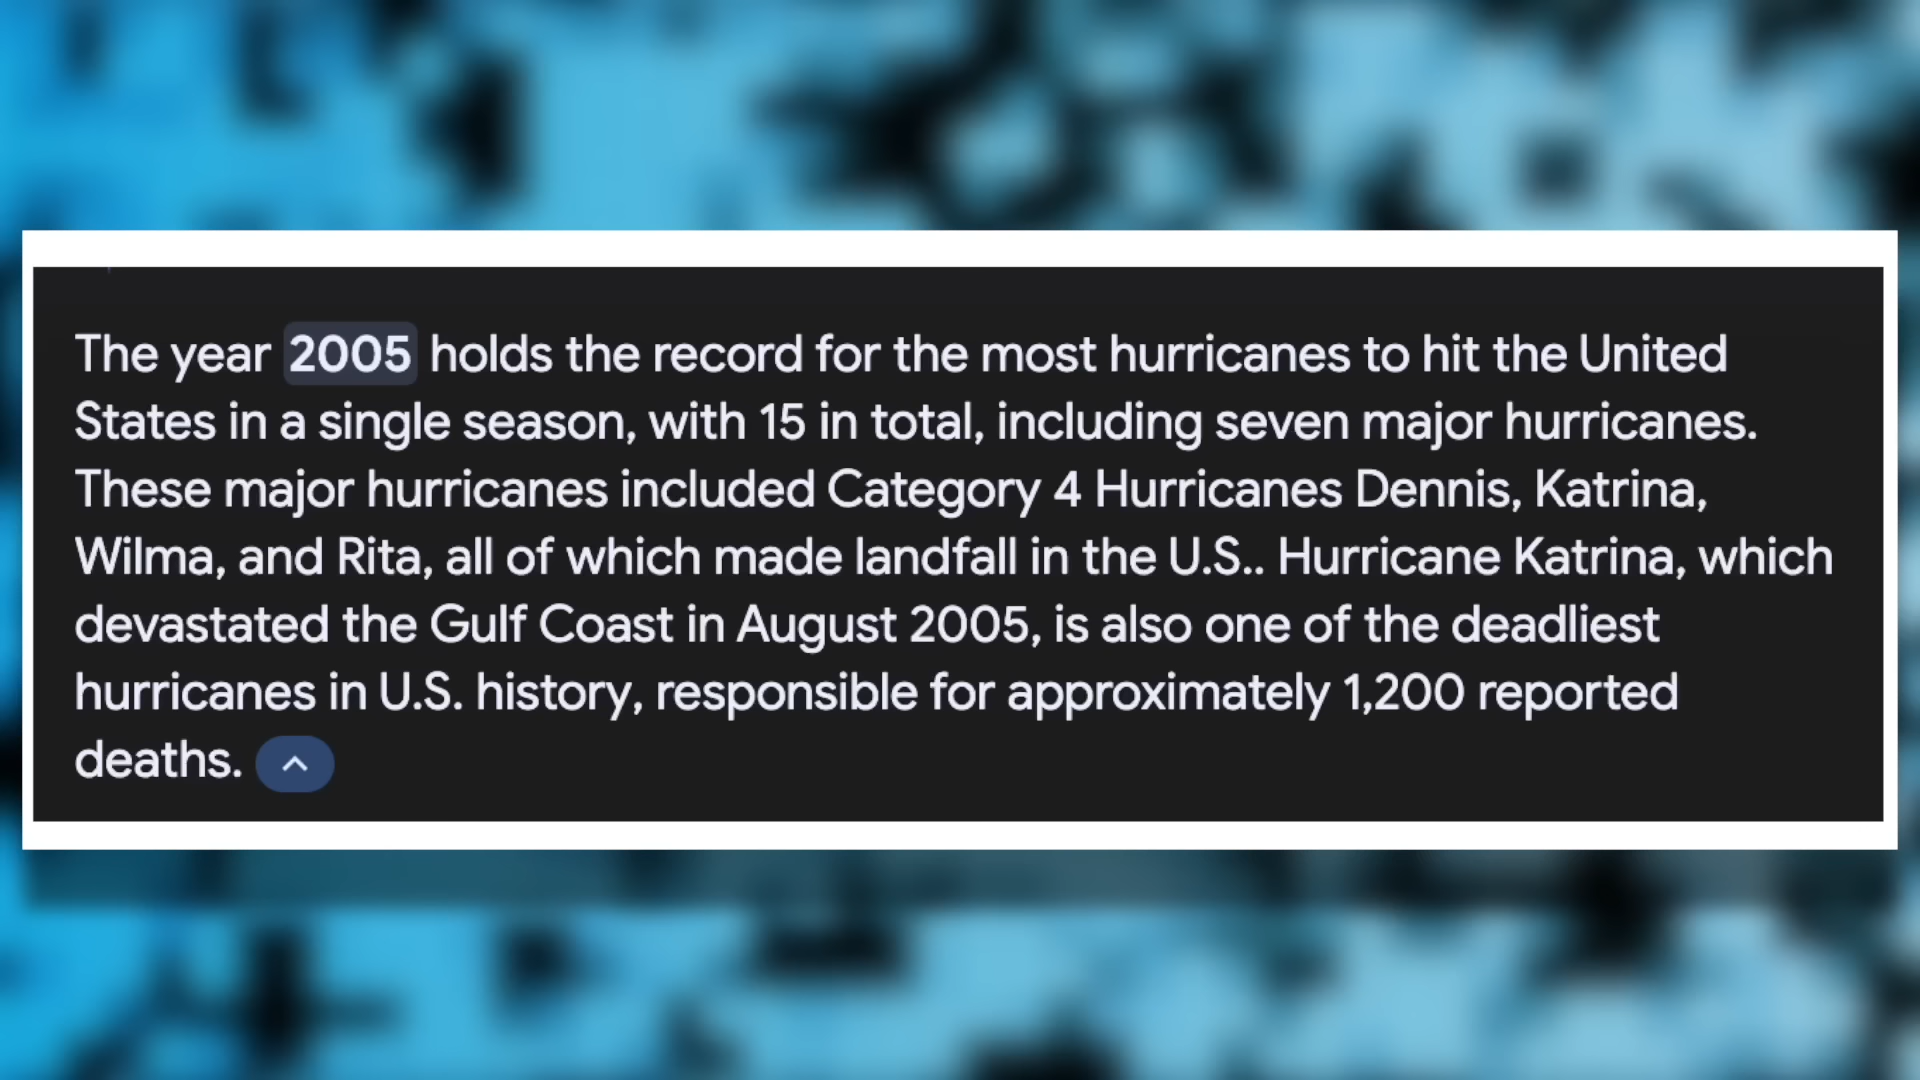 The year 2005 holds the record for the most hurricanes to hit the United
States in a single season, with 15 in total, including seven major hurricanes.
These major hurricanes included Category 4 Hurricanes Dennis, Katrina,
Wilma, and Rita, all of which made landfall in the U.S.. Hurricane Katrina, which
devastated the Gulf Coast in August 2005, is also one of the deadliest
hurricanes in U.S. history, responsible for approximately 1,200 reported
deaths.